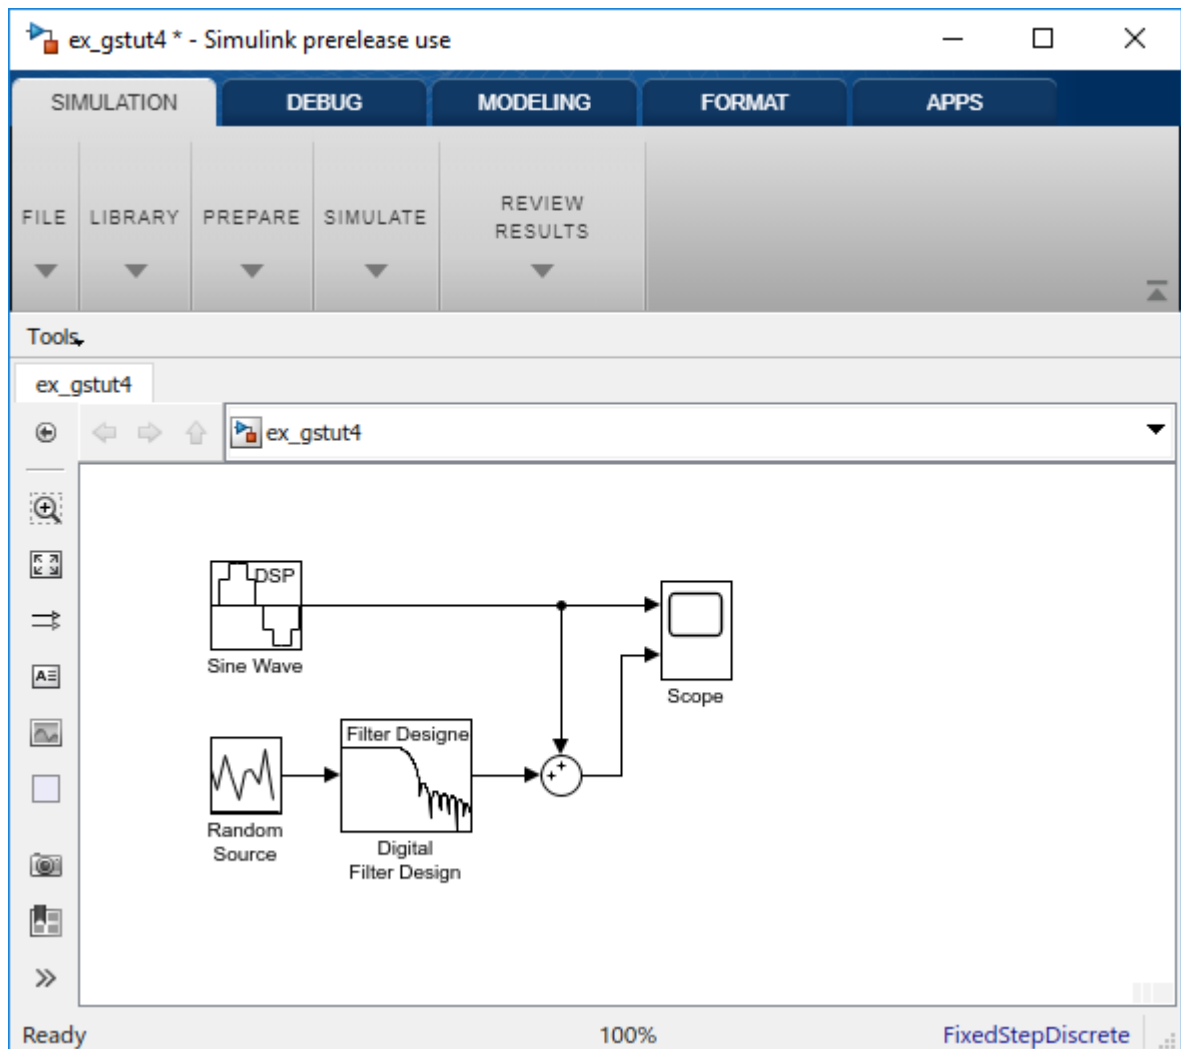 ex_gstut4 * - Simulink prerelease use
SIMULATION DEBUG MODELING FORMAT APPS
FILE LIBRARY PREPARE SIMULATE REVIEW RESULTS
Tools
ex_gstut4
ex_gstut4
DSP
Sine Wave
Scope
Filter Designe
Random
Source
Digital
Filter Design
Ready 100% FixedStepDiscrete